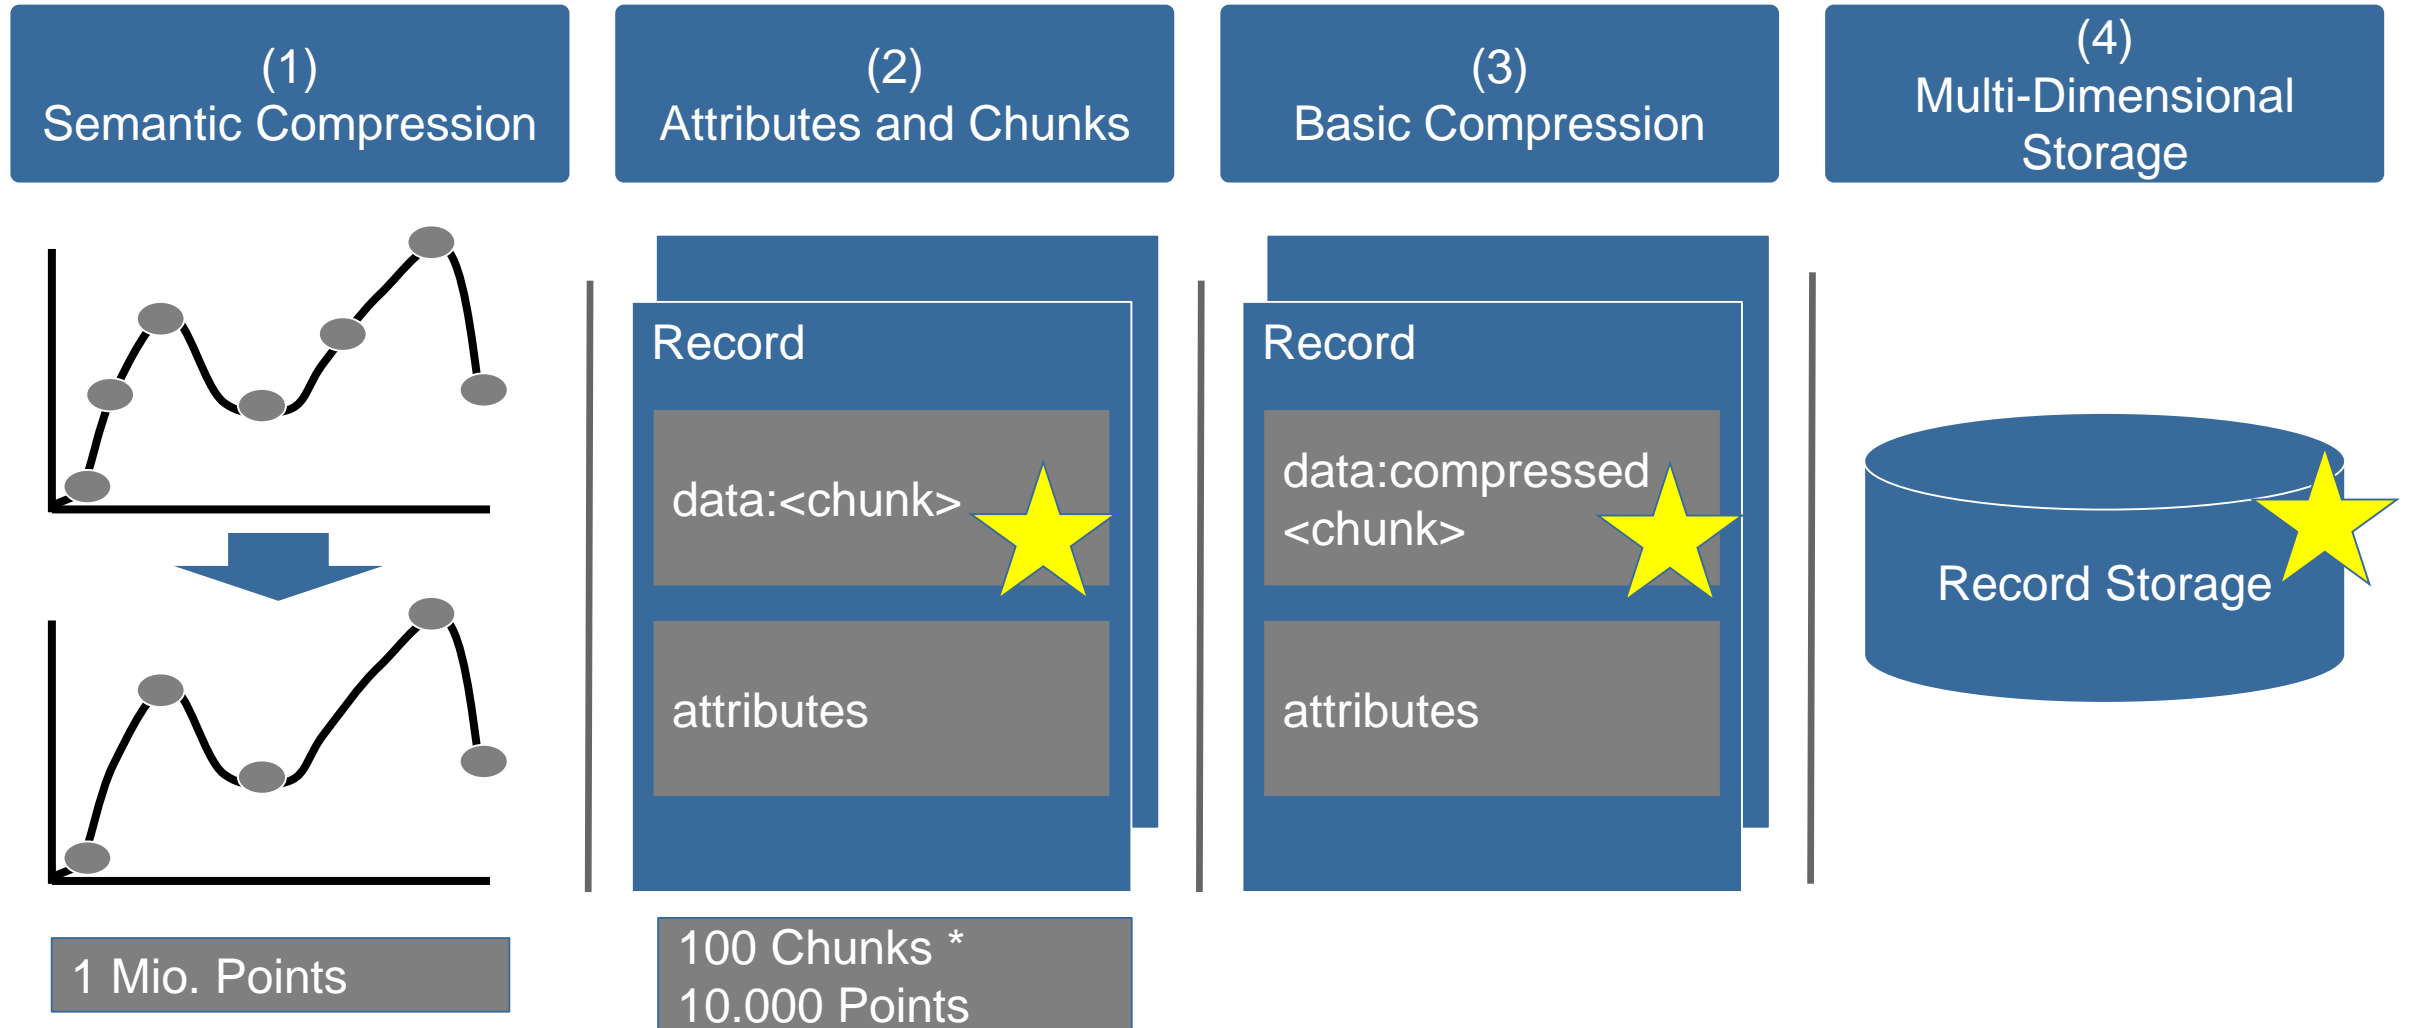 (1)
Semantic Compression
(2)
Attributes and Chunks
(3)
Basic Compression
(4)
Multi-Dimensional
Storage
Record
data:<chunk>
attributes
Record
data:compressed
<chunk>
attributes
Record Storage
1 Mio. Points
100 Chunks *
10.000 Points